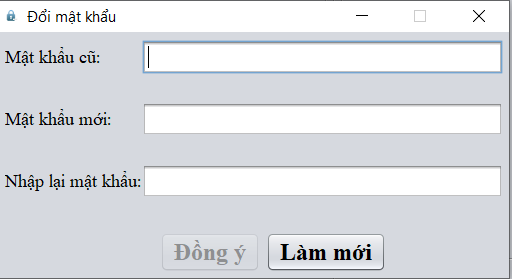 Đổi mật khẩu
Mật khẩu cũ:
Mật khẩu mới:
Nhập lại mật khẩu:
Đồng ý Làm mới